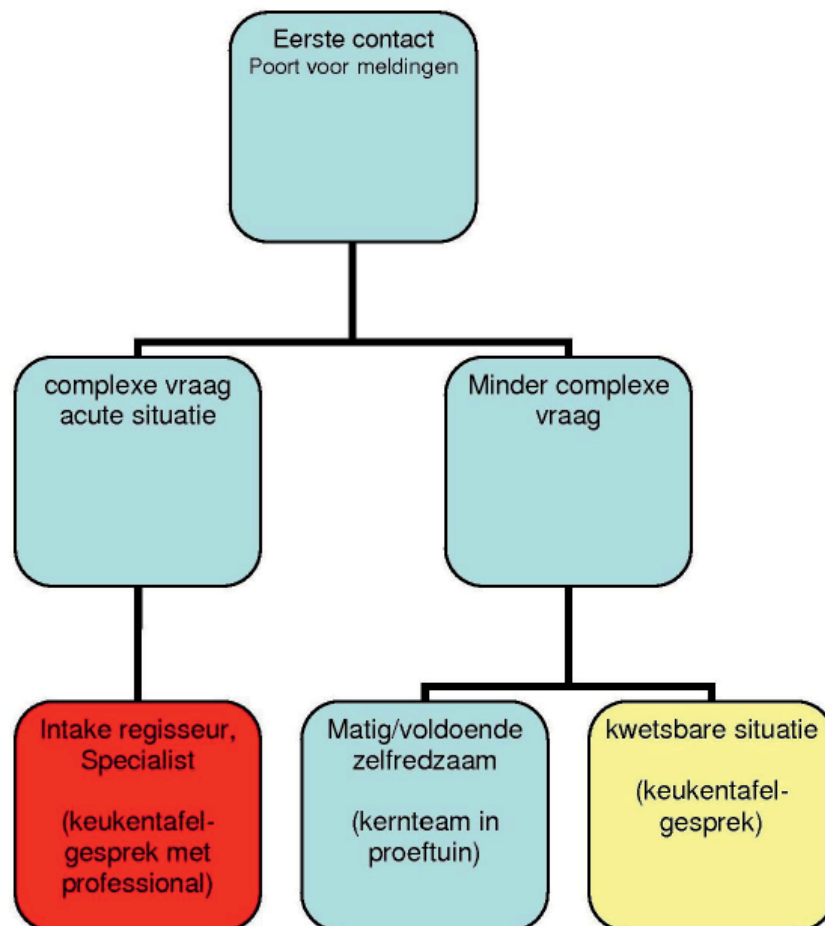 Eerste contact
Poort voor meldingen
complexe vraag
acute situatie
Minder complexe
vraag
Intake regisseur,
Specialist
(keukentafel-
gesprek met
professional)
Matig/voldoende
zelfredzaam
(kernteam in
proeftuin)
kwetsbare situatie
(keukentafel-
gesprek)